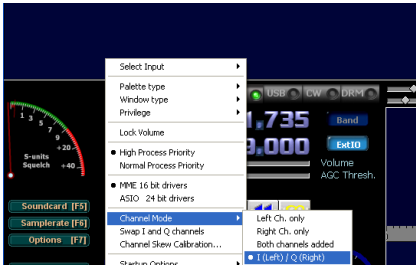 Select Input
Palette type
Window type
Privilege
Lock Volume
High Process Priority
Normal Process Priority
MME 16 bit drivers
ASIO 24 bit drivers
Channel Mode
Swap I and Q channels
Channel Skew Calibration...
Startup Options
Left Ch. only
Right Ch. only
Both channels added
I (Left) / Q (Right)
USB
CW
DRM
1.735
Band
ExtIO
Volume
AGC Thresh.
1 3 5 7 9 +20 +40
S-units
Squelch
Soundcard [F5]
Samplerate [F6]
Options [F7]